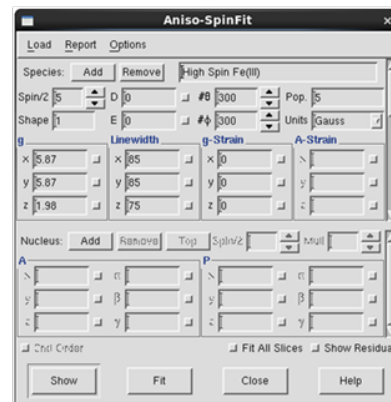 Aniso-SpinFit
Load Report Options
Species: Add Remove High Spin Fe(III)
Spin/2 5 D 0 #θ 300 Pop. 5
Shape 1 E 0 #ϕ 300 Units Gauss
g Linewidth g-Strain A-Strain
x 5.87 x 85 x 0 x
y 5.87 y 85 y 0 y
z 1.98 z 75 z 0 z
Nucleus: Add Remove Top Spin/2 Mult
A P
x α x α
y β y β
z γ z γ
2nd Order Fit All Slices Show Residua
Show Fit Close Help